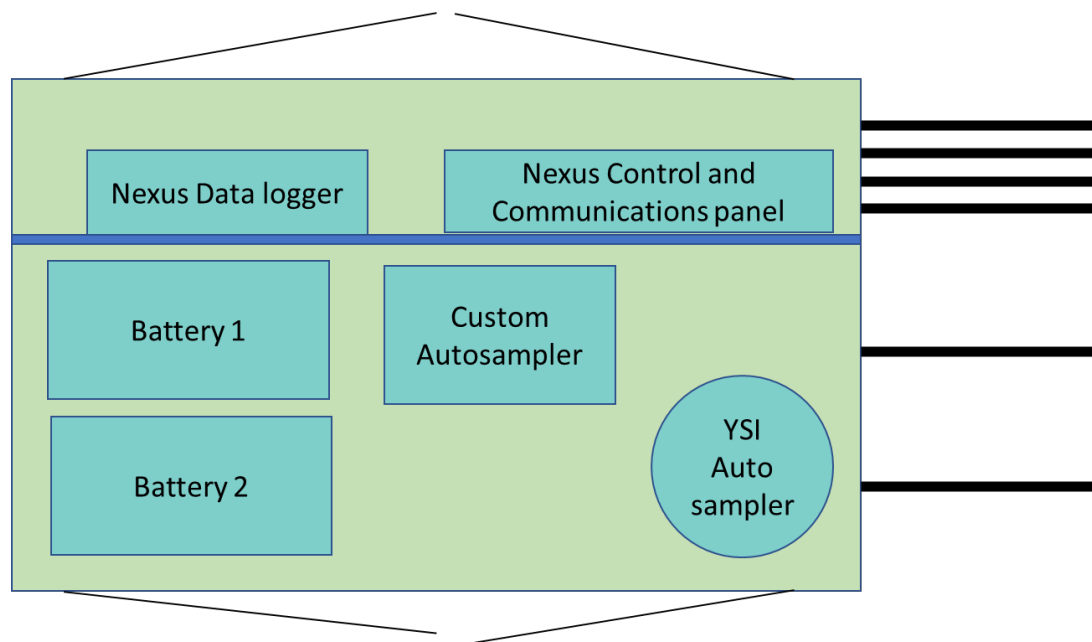 Nexus Data logger
Nexus Control and
Communications panel
Battery 1
Custom
Autosampler
Battery 2
YSI
Auto
sampler